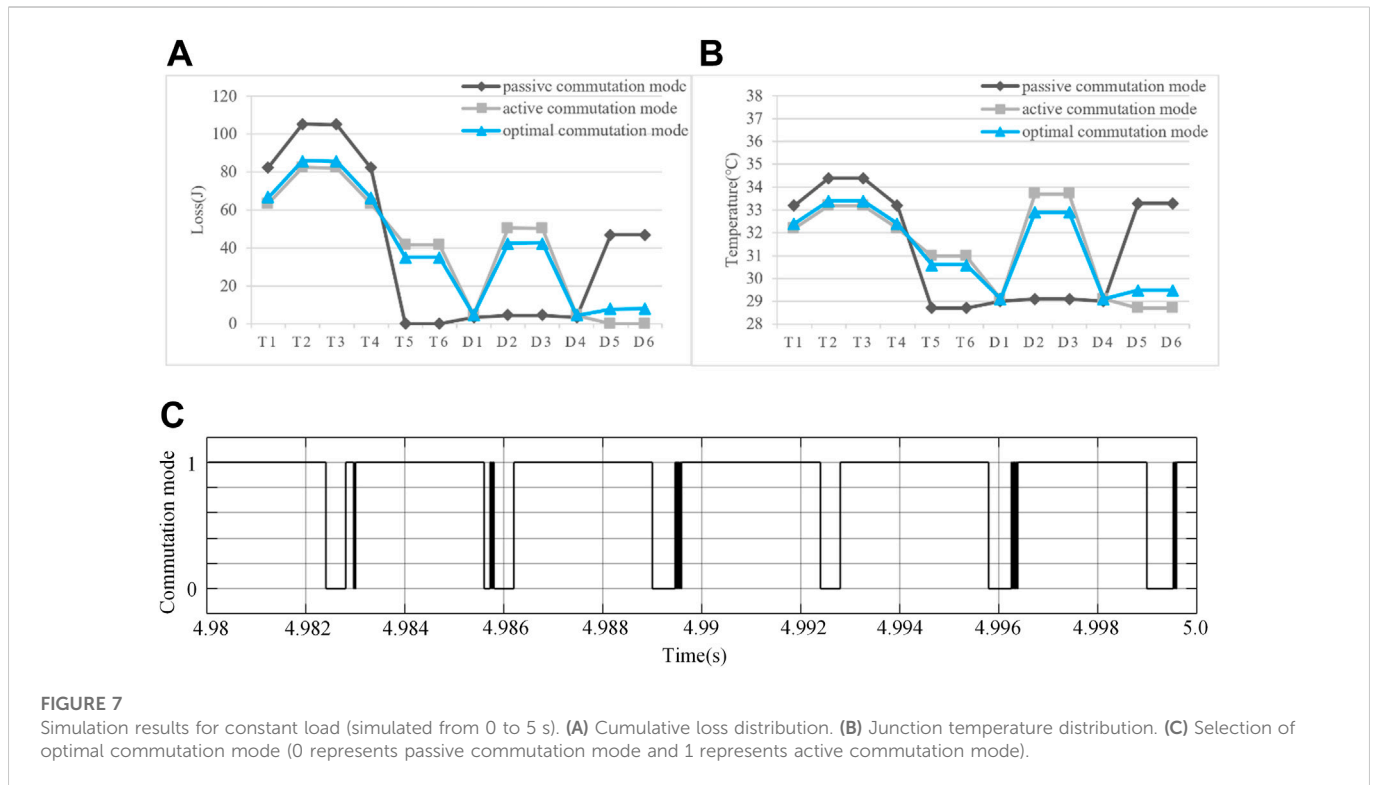 A
passive commutation mode
active commutation mode
optimal commutation mode
120
100
80
60
40
20
0
Loss(J)
T1 T2 T3 T4 T5 T6 D1 D2 D3 D4 D5 D6
B
passive commutation mode
active commutation mode
optimal commutation mode
38
37
36
35
34
33
32
31
30
29
28
Temperature(°C)
T1 T2 T3 T4 T5 T6 D1 D2 D3 D4 D5 D6
C
Commutation mode
1
0
4.98 4.982 4.984 4.986 4.988 4.99 4.992 4.994 4.996 4.998 5.0
Time(s)
FIGURE 7
Simulation results for constant load (simulated from 0 to 5 s). (A) Cumulative loss distribution. (B) Junction temperature distribution. (C) Selection of
optimal commutation mode (0 represents passive commutation mode and 1 represents active commutation mode).